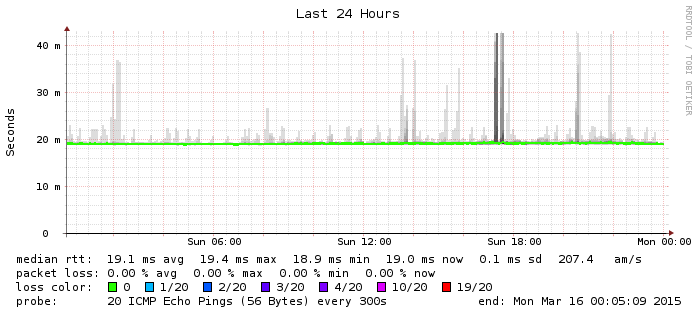 Last 24 Hours
RRDTOOL / TOBI OETIKER
Seconds
40 m
30 m
20 m
10 m
0
Sun 06:00 Sun 12:00 Sun 18:00 Mon 00:00
median rtt: 19.1 ms avg 19.4 ms max 18.9 ms min 19.0 ms now 0.1 ms sd 207.4 am/s
packet loss: 0.00 % avg 0.00 % max 0.00 % min 0.00 % now
loss color: 0 1/20 2/20 3/20 4/20 10/20 19/20
probe: 20 ICMP Echo Pings (56 Bytes) every 300s end: Mon Mar 16 00:05:09 2015